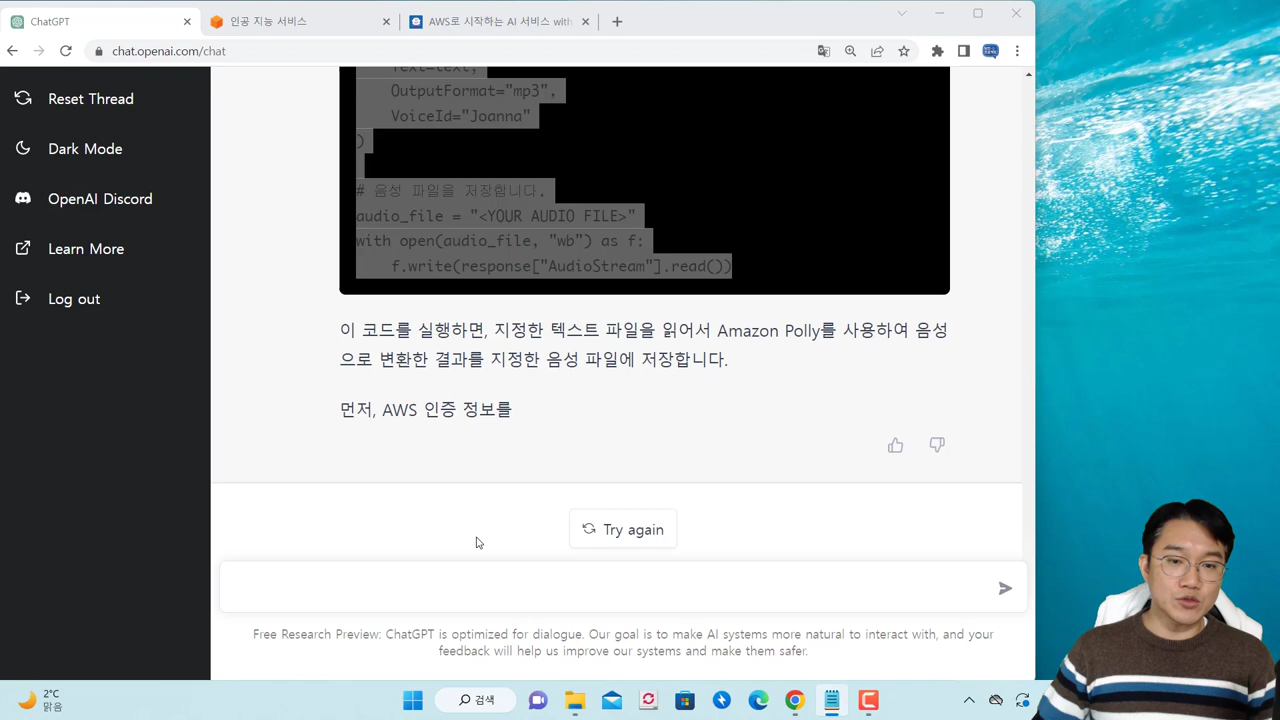 ChatGPT
인공 지능 서비스
AWS로 시작하는 AI 서비스 with
chat.openai.com/chat
Reset Thread
Dark Mode
OpenAI Discord
Learn More
Log out
Text=text,
OutputFormat="mp3",
VoiceId="Joanna"
)
# 음성 파일을 저장합니다.
audio_file = "<YOUR AUDIO FILE>"
with open(audio_file, "wb") as f:
f.write(response["AudioStream"].read())
이 코드를 실행하면, 지정한 텍스트 파일을 읽어서 Amazon Polly를 사용하여 음성
으로 변환한 결과를 지정한 음성 파일에 저장합니다.
먼저, AWS 인증 정보를
Try again
Free Research Preview: ChatGPT is optimized for dialogue. Our goal is to make AI systems more natural to interact with, and your
feedback will help us improve our systems and make them safer.
2°C
맑음
검색